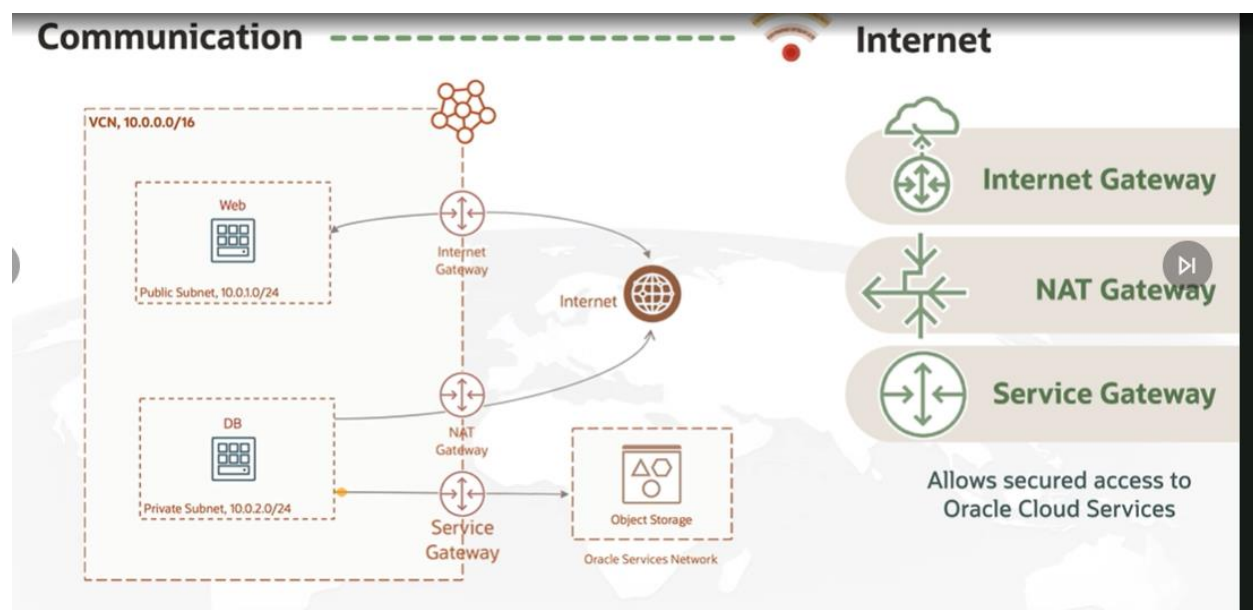 Communication
Internet
VCN, 10.0.0.0/16
Web
Public Subnet, 10.0.1.0/24
Internet
Gateway
Internet
DB
Private Subnet, 10.0.2.0/24
NAT
Gateway
Service
Gateway
Object Storage
Oracle Services Network
Internet Gateway
NAT Gateway
Service Gateway
Allows secured access to
Oracle Cloud Services